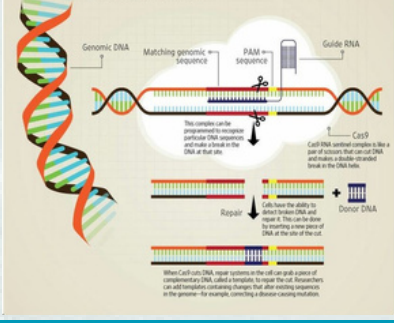 Genomic DNA
Matching genomic
sequence
PAM
sequence
Guide RNA
This complex can be
programmed to recognize
particular DNA sequences
and make a break in the
DNA at that site.
Cas9
Cas9 RNA sentinel complex is like a
pair of scissors that can cut DNA
and makes a double-stranded
break in the DNA helix.
Repair
Cells have the ability to
detect broken DNA and
repair it. This can be done
by inserting a new piece of
DNA at the site of the cut.
+
Donor DNA
When Cas9 cuts DNA, repair systems in the cell can grab a piece of
complementary DNA, called a template, to repair the cut. Researchers
can add templates containing changes that alter existing sequences
in the genome—for example, correcting a disease-causing mutation.